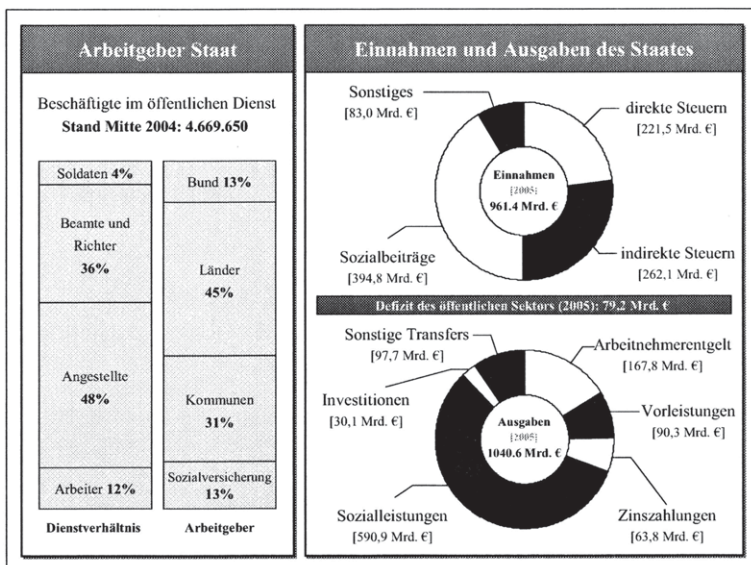 Arbeitgeber Staat
Beschäftigte im öffentlichen Dienst
Stand Mitte 2004: 4.669.650
Soldaten 4%
Beamte und
Richter
36%
Angestellte
48%
Arbeiter 12%
Dienstverhältnis
Bund 13%
Länder
45%
Kommunen
31%
Sozialversicherung
13%
Arbeitgeber
Einnahmen und Ausgaben des Staates
Sonstiges
[83,0 Mrd. €]
direkte Steuern
[221,5 Mrd. €]
Einnahmen
[2005]
961.4 Mrd. €
Sozialbeiträge
[394,8 Mrd. €]
indirekte Steuern
[262,1 Mrd. €]
Defizit des öffentlichen Sektors (2005): 79,2 Mrd. €
Sonstige Transfers
[97,7 Mrd. €]
Arbeitnehmerentgelt
[167,8 Mrd. €]
Investitionen
[30,1 Mrd. €]
Vorleistungen
[90,3 Mrd. €]
Ausgaben
[2005]
1040.6 Mrd. €
Sozialleistungen
[590,9 Mrd. €]
Zinszahlungen
[63,8 Mrd. €]